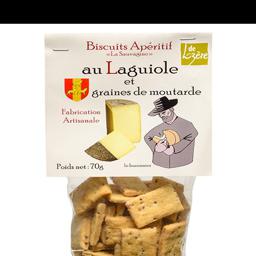 Biscuits Apéritif
«La Sauvagine»
de
Lozère
au Laguiole
et
graines de moutarde
Fabrication
Artisanale
Poids net : 70g